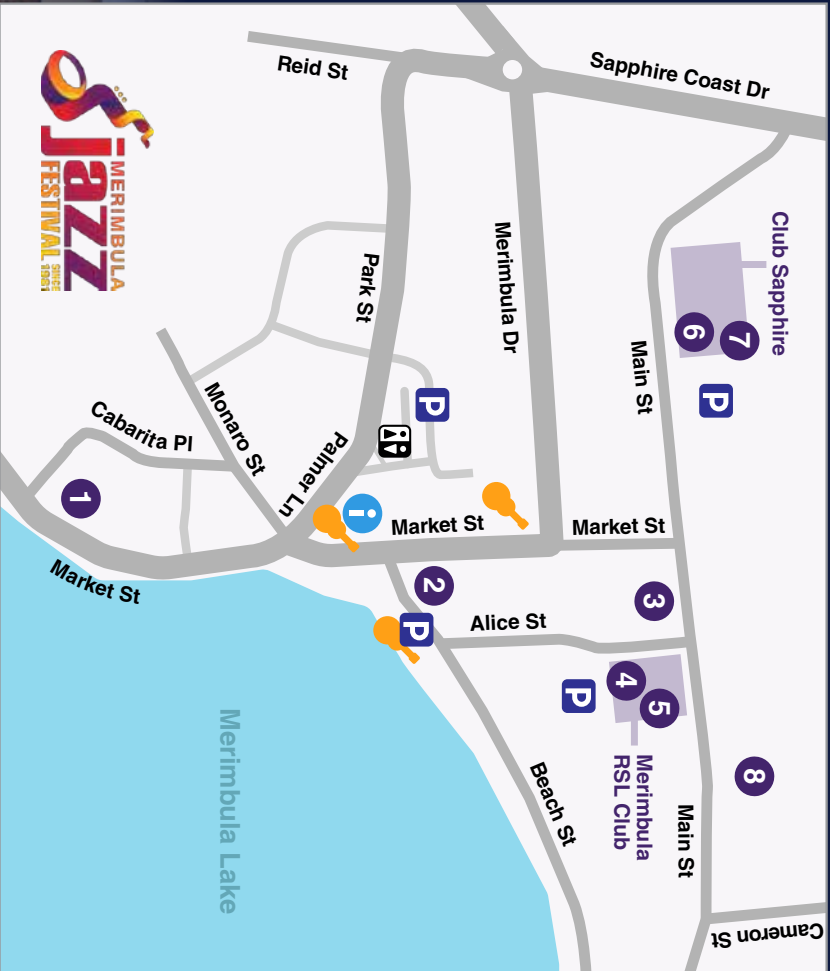 MERIMBULA
jazz
FESTIVAL SINCE 1981
Reid St
Sapphire Coast Dr
Club Sapphire
Merimbula Dr
Park St
Main St
6
7
P
P
Monaro St
Cabarita Pl
Palmer Ln
1
i
Market St
Market St
Market St
2
3
Alice St
P
4
5
P
Merimbula
RSL Club
Merimbula Lake
Beach St
8
Main St
Cameron St